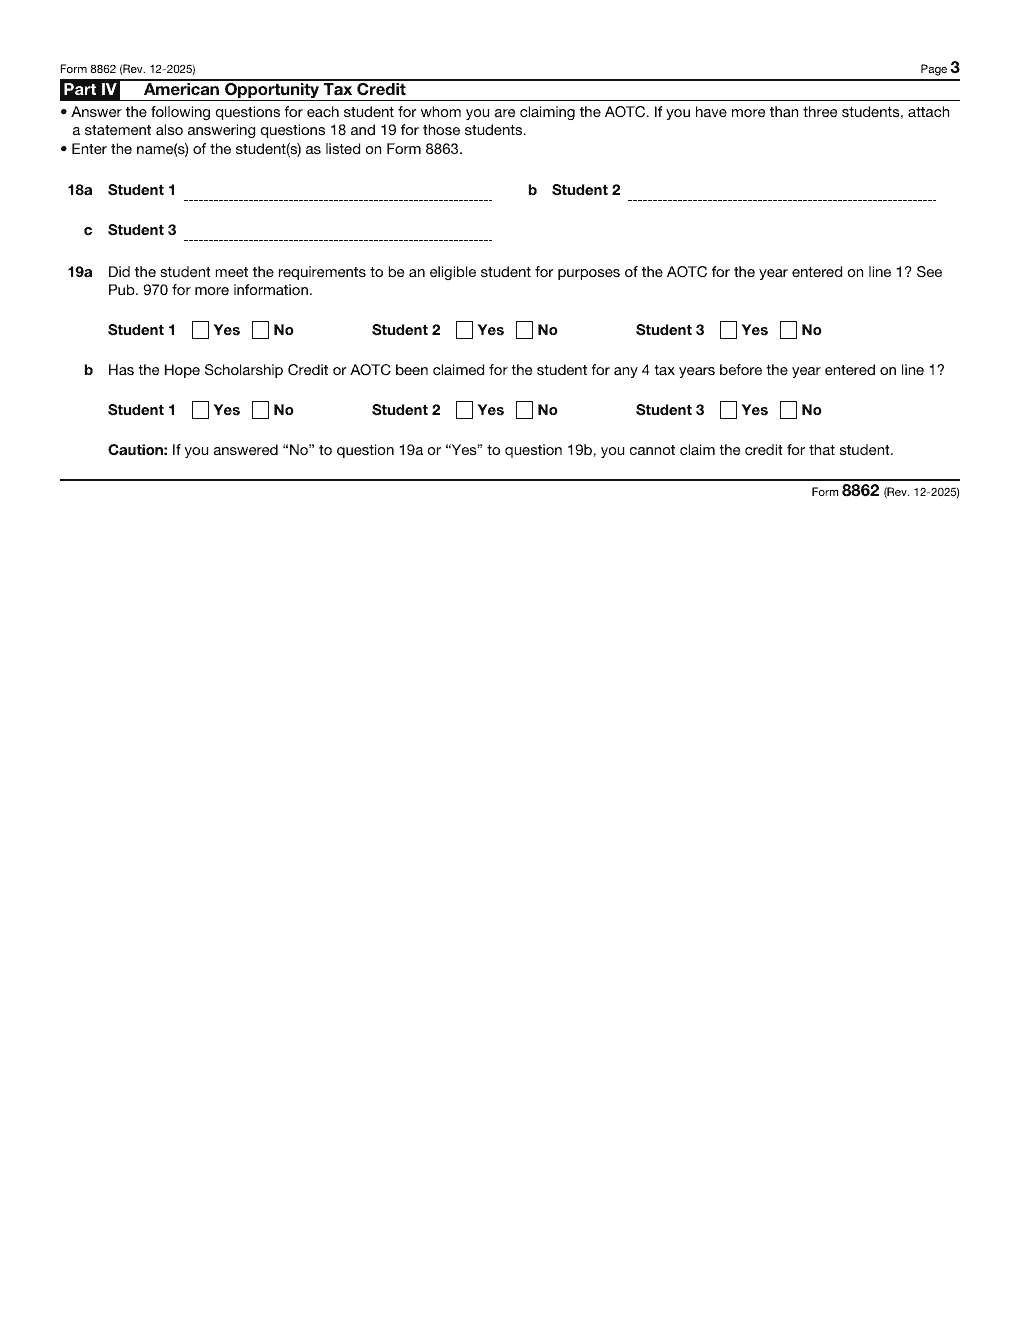 Form 8862 (Rev. 12-2025) Page 3
Part IV American Opportunity Tax Credit
• Answer the following questions for each student for whom you are claiming the AOTC. If you have more than three students, attach
a statement also answering questions 18 and 19 for those students.
• Enter the name(s) of the student(s) as listed on Form 8863.
18a Student 1 b Student 2
c Student 3
19a Did the student meet the requirements to be an eligible student for purposes of the AOTC for the year entered on line 1? See
Pub. 970 for more information.
Student 1 Yes No Student 2 Yes No Student 3 Yes No
b Has the Hope Scholarship Credit or AOTC been claimed for the student for any 4 tax years before the year entered on line 1?
Student 1 Yes No Student 2 Yes No Student 3 Yes No
Caution: If you answered “No” to question 19a or “Yes” to question 19b, you cannot claim the credit for that student.
Form 8862 (Rev. 12-2025)